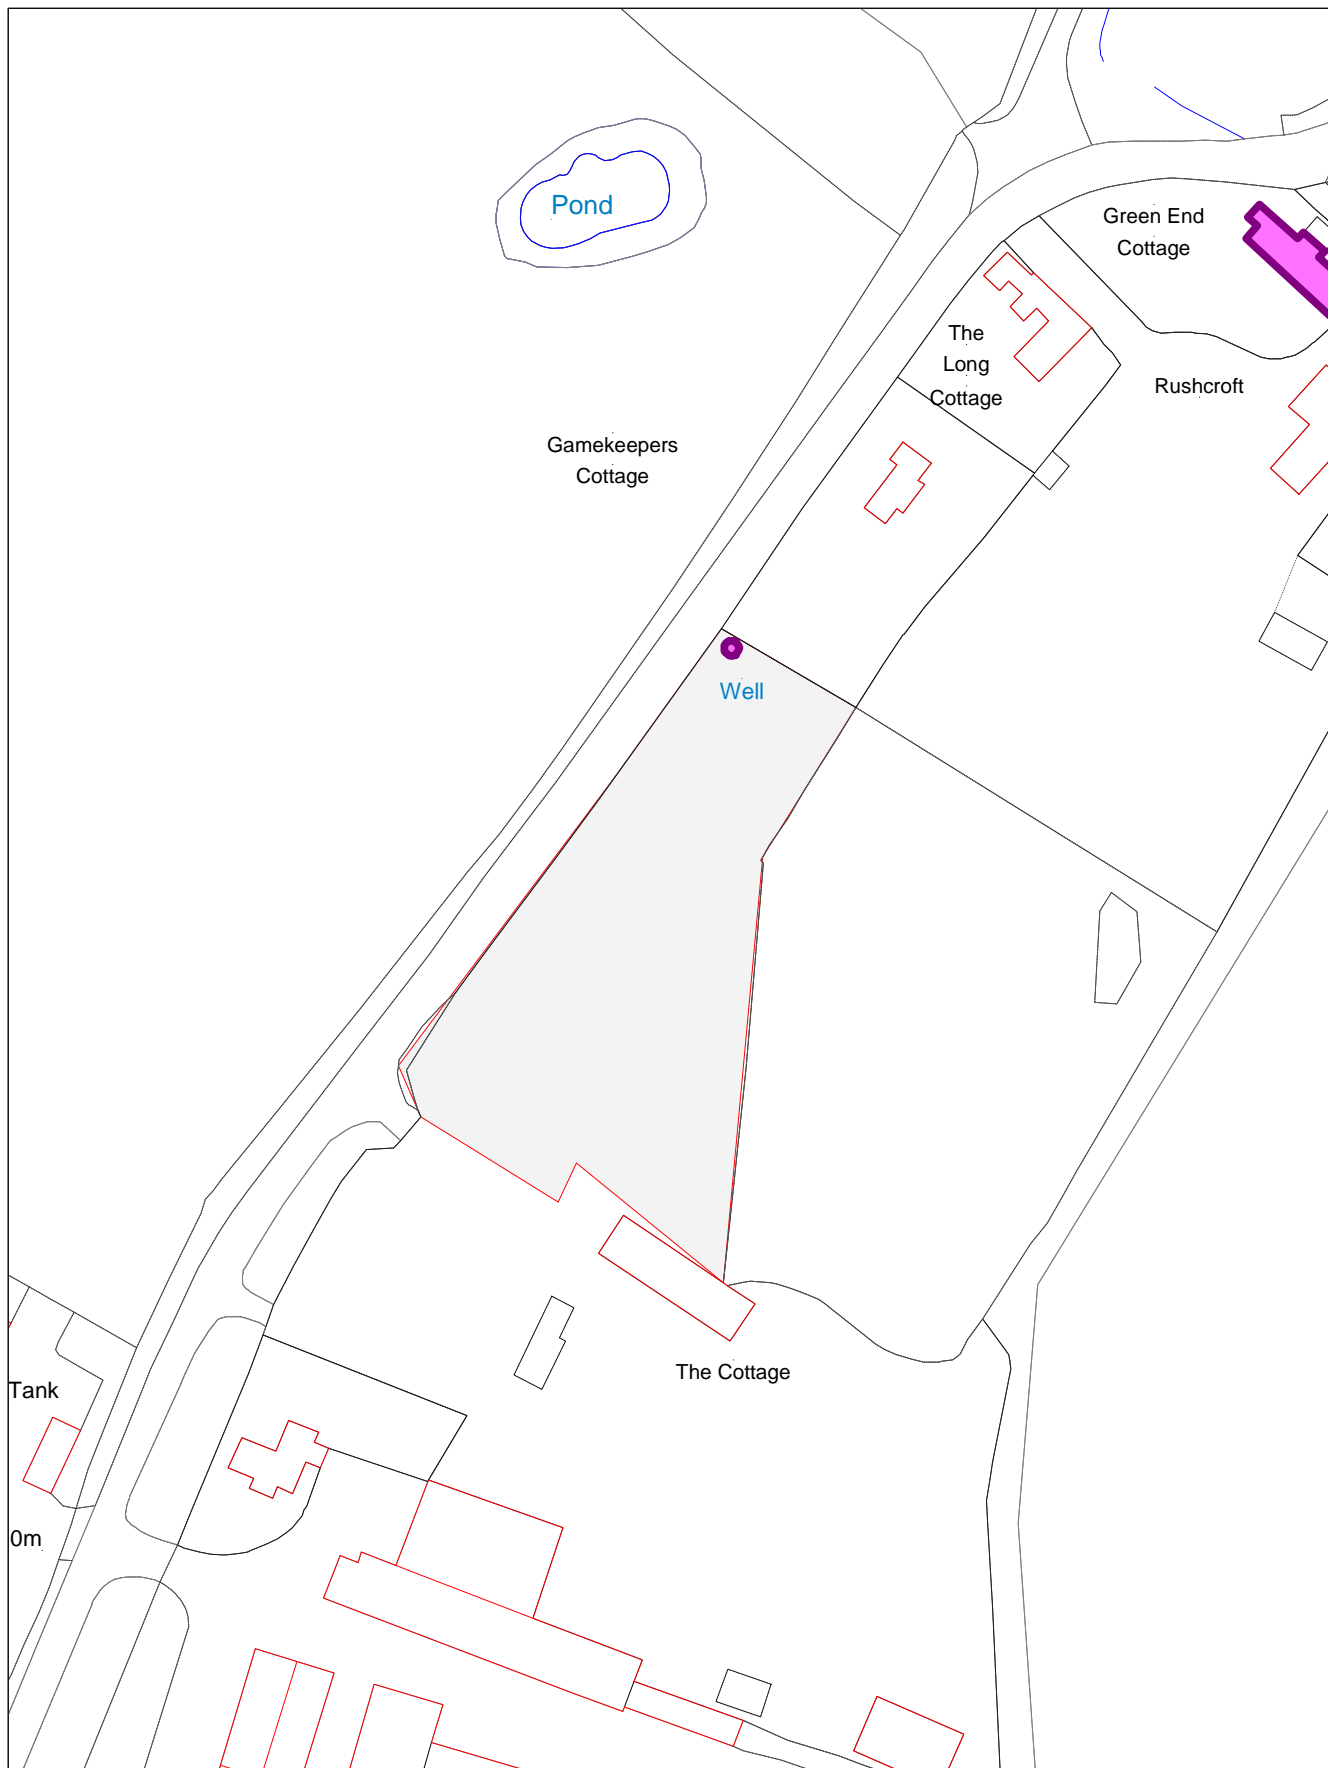 Pond
Green End
Cottage
The
Long
Cottage
Rushcroft
Gamekeepers
Cottage
Well
The Cottage
Tank
0m